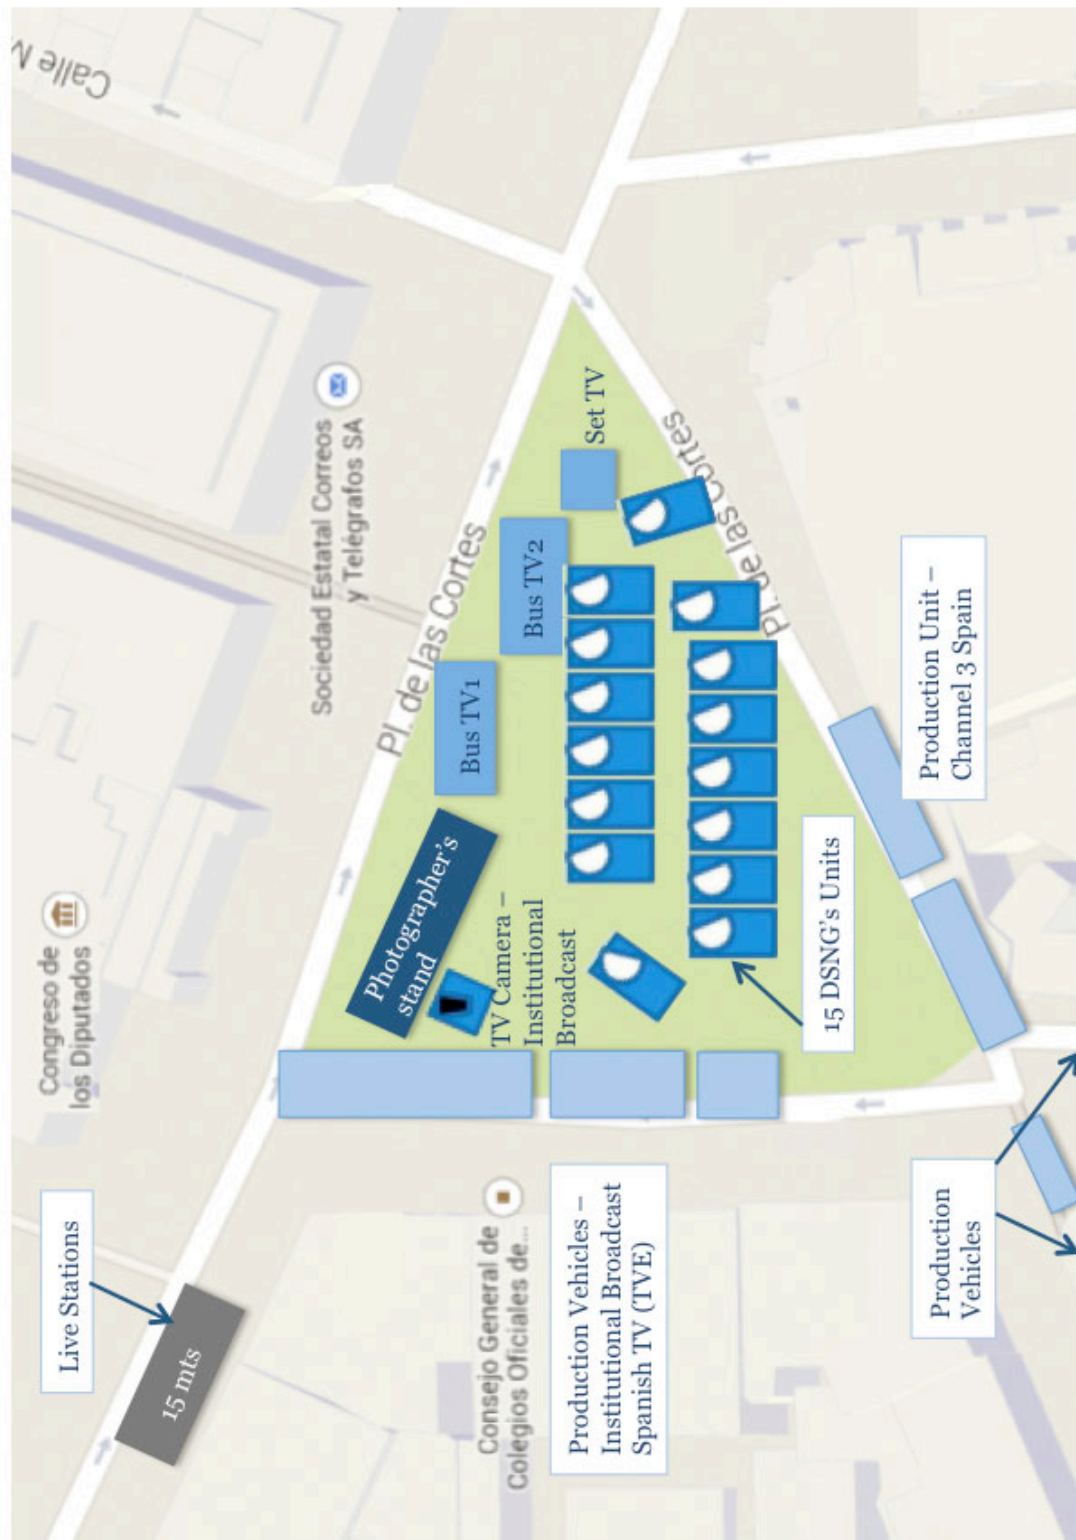 Calle M
Congreso de
los Diputados
Sociedad Estatal Correos
y Telégrafos SA
Live Stations
15 mts
Pl. de las Cortes
Photographer's
stand
Bus TV1
Bus TV2
Set TV
TV Camera –
Institutional
Broadcast
Pl. de las Cortes
Consejo General de
Colegios Oficiales de...
Production Vehicles –
Institutional Broadcast
Spanish TV (TVE)
15 DSNG's Units
Production Unit –
Channel 3 Spain
Production
Vehicles